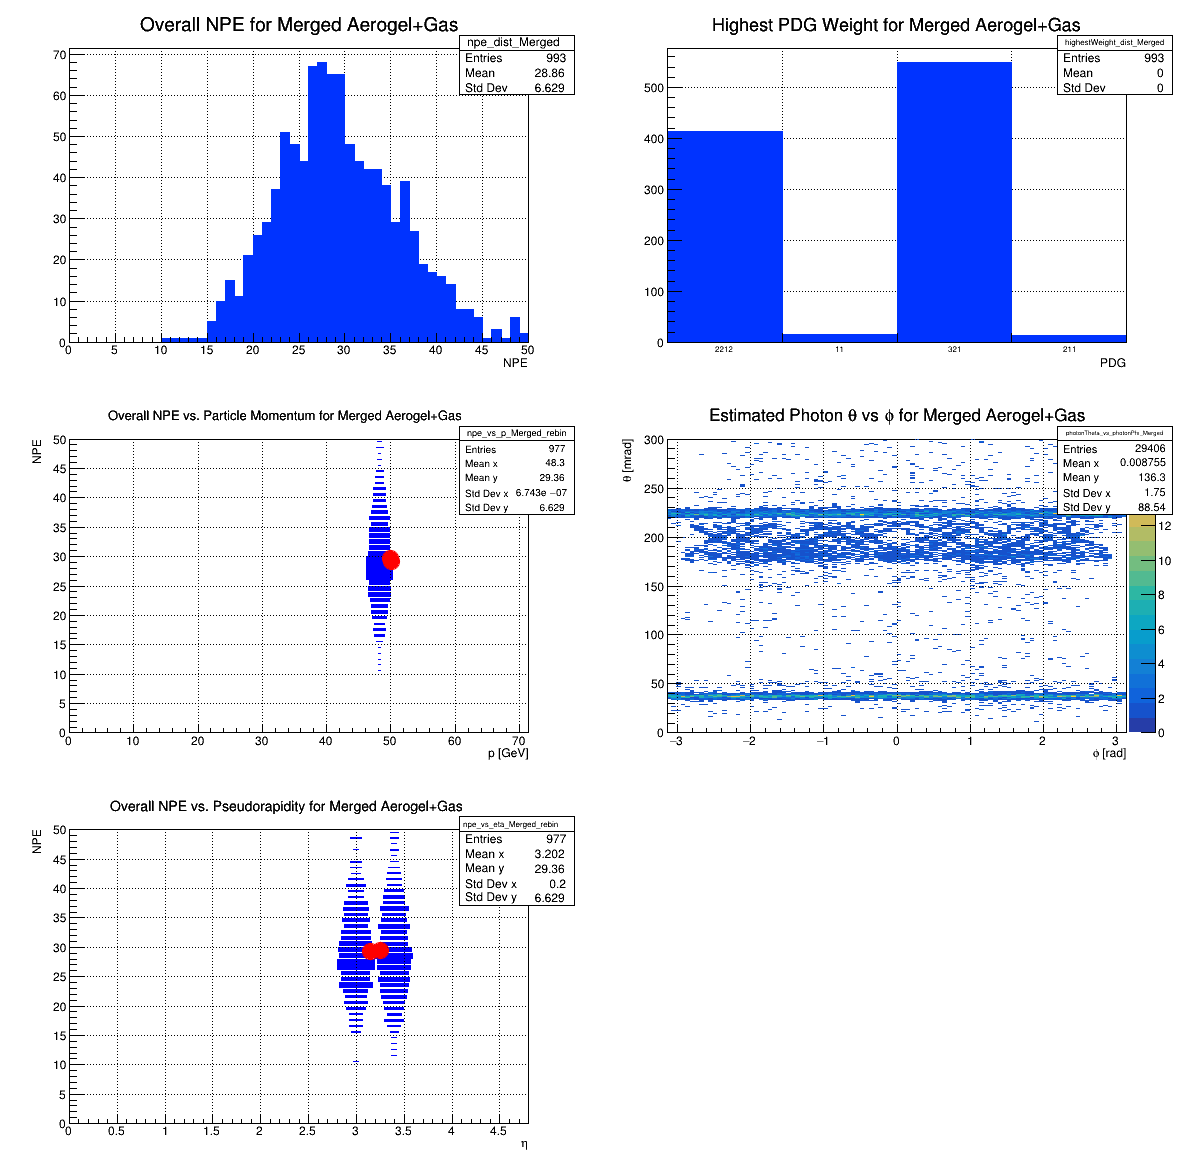 Overall NPE for Merged Aerogel+Gas
npe_dist_Merged
Entries 993
Mean 28.86
Std Dev 6.629
70
60
50
40
30
20
10
0
0 5 10 15 20 25 30 35 40 45 50
NPE
Highest PDG Weight for Merged Aerogel+Gas
highestWeight_dist_Merged
Entries 993
Mean 0
Std Dev 0
500
400
300
200
100
0
2212 11 321 211
PDG
Overall NPE vs. Particle Momentum for Merged Aerogel+Gas
npe_vs_p_Merged_rebin
Entries 977
Mean x 48.3
Mean y 29.36
Std Dev x 6.743e −07
Std Dev y 6.629
NPE
50
45
40
35
30
25
20
15
10
5
0
0 10 20 30 40 50 60 70
p [GeV]
Estimated Photon θ vs ϕ for Merged Aerogel+Gas
photonTheta_vs_photonPhi_Merged
Entries 29406
Mean x 0.008755
Mean y 136.3
Std Dev x 1.75
Std Dev y 88.54
θ [mrad]
300
250
200
150
100
50
0
−3 −2 −1 0 1 2 3
ϕ [rad]
12
10
8
6
4
2
0
Overall NPE vs. Pseudorapidity for Merged Aerogel+Gas
npe_vs_eta_Merged_rebin
Entries 977
Mean x 3.202
Mean y 29.36
Std Dev x 0.2
Std Dev y 6.629
NPE
50
45
40
35
30
25
20
15
10
5
0
0 0.5 1 1.5 2 2.5 3 3.5 4 4.5
η